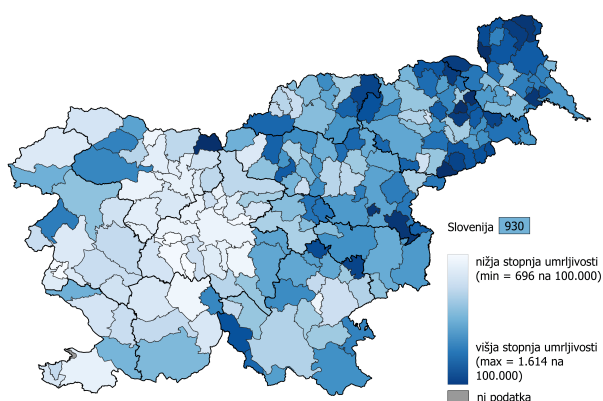 Slovenija 930
nižja stopnja umrljivosti
(min = 696 na 100.000)
višja stopnja umrljivosti
(max = 1.614 na
100.000)
ni podatka